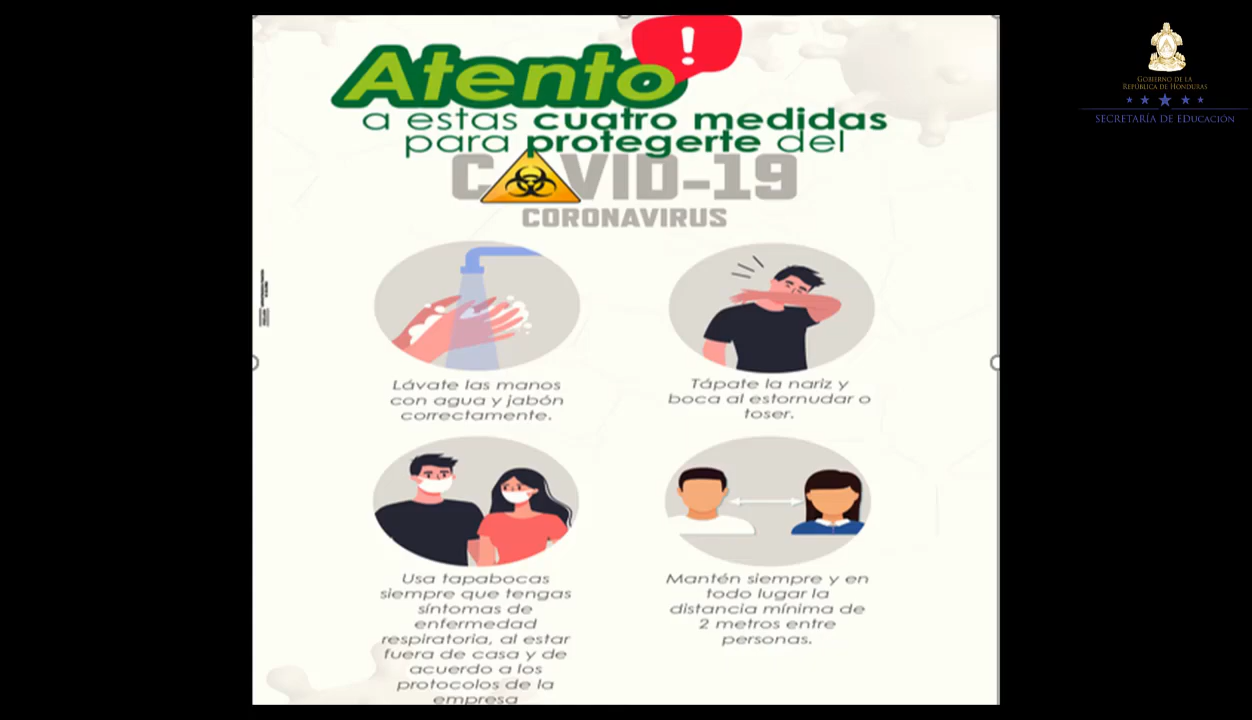 !
Atento
a estas cuatro medidas
para protegerte del
COVID-19
CORONAVIRUS
Lávate las manos
con agua y jabón
correctamente.
Tápate la nariz y
boca al estornudar o
toser.
Usa tapabocas
siempre que tengas
síntomas de
enfermedad
respiratoria, al estar
fuera de casa y de
acuerdo a los
protocolos de la
empresa
Mantén siempre y en
todo lugar la
distancia mínima de
2 metros entre
personas.
GOBIERNO DE LA
REPÚBLICA DE HONDURAS
SECRETARÍA DE EDUCACIÓN